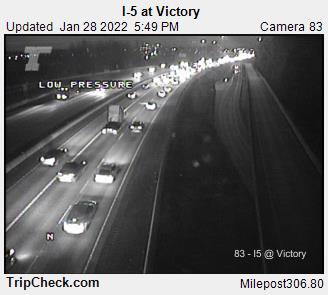 I-5 at Victory
Updated Jan 28 2022 5:49 PM Camera 83
T
LOW PRESSURE
N
83 - I5 @ Victory
TripCheck.com Milepost306.80